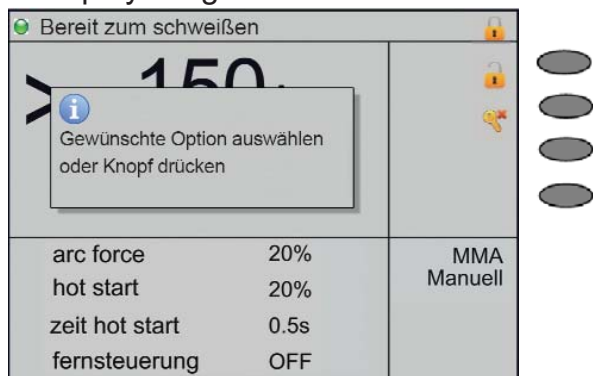 Bereit zum schweißen
150
Gewünschte Option auswählen
oder Knopf drücken
arc force 20%
hot start 20%
zeit hot start 0.5s
fernsteuerung OFF
MMA
Manuell